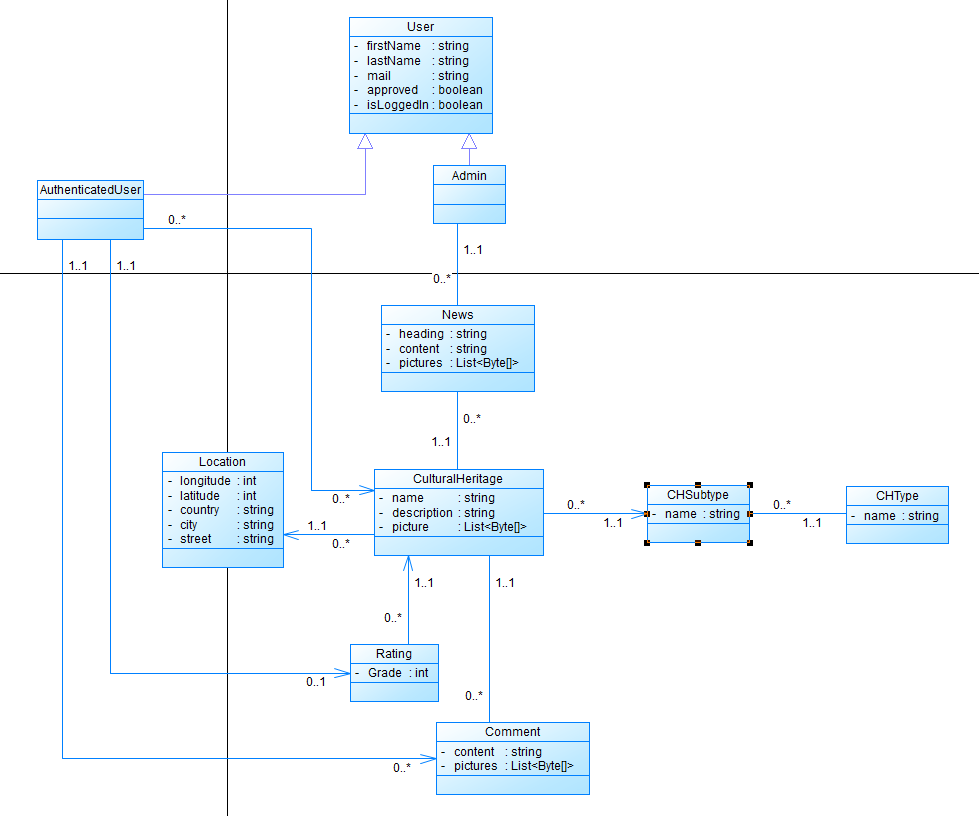 User
- firstName : string
- lastName : string
- mail : string
- approved : boolean
- isLoggedIn : boolean
Admin
AuthenticatedUser
0..*
1..1
1..1
1..1
0..*
News
- heading : string
- content : string
- pictures : List<Byte[]>
0..*
1..1
Location
- longitude : int
- latitude : int
- country : string
- city : string
- street : string
CulturalHeritage
- name : string
- description : string
- picture : List<Byte[]>
0..*
1..1
0..*
0..*
1..1
CHSubtype
- name : string
0..*
1..1
CHType
- name : string
1..1
0..*
1..1
0..*
Rating
- Grade : int
0..1
Comment
- content : string
- pictures : List<Byte[]>
0..*